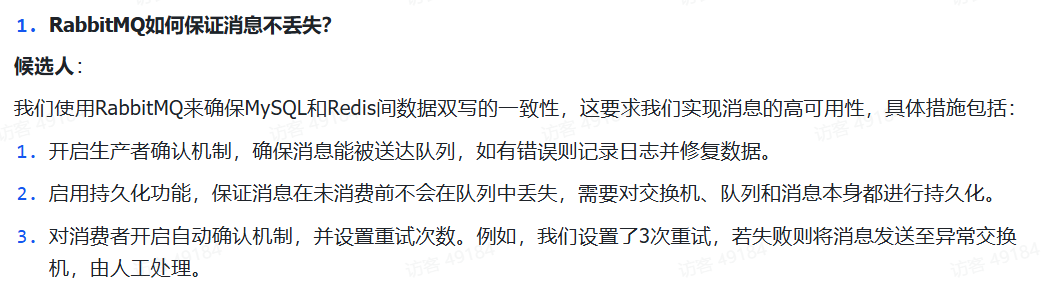 1. RabbitMQ如何保证消息不丢失?
候选人：
我们使用RabbitMQ来确保MySQL和Redis间数据双写的一致性，这要求我们实现消息的高可用性，具体措施包括：
1. 开启生产者确认机制，确保消息能被送达队列，如有错误则记录日志并修复数据。
2. 启用持久化功能，保证消息在未消费前不会在队列中丢失，需要对交换机、队列和消息本身都进行持久化。
3. 对消费者开启自动确认机制，并设置重试次数。例如，我们设置了3次重试，若失败则将消息发送至异常交换
机，由人工处理。
访客 49184